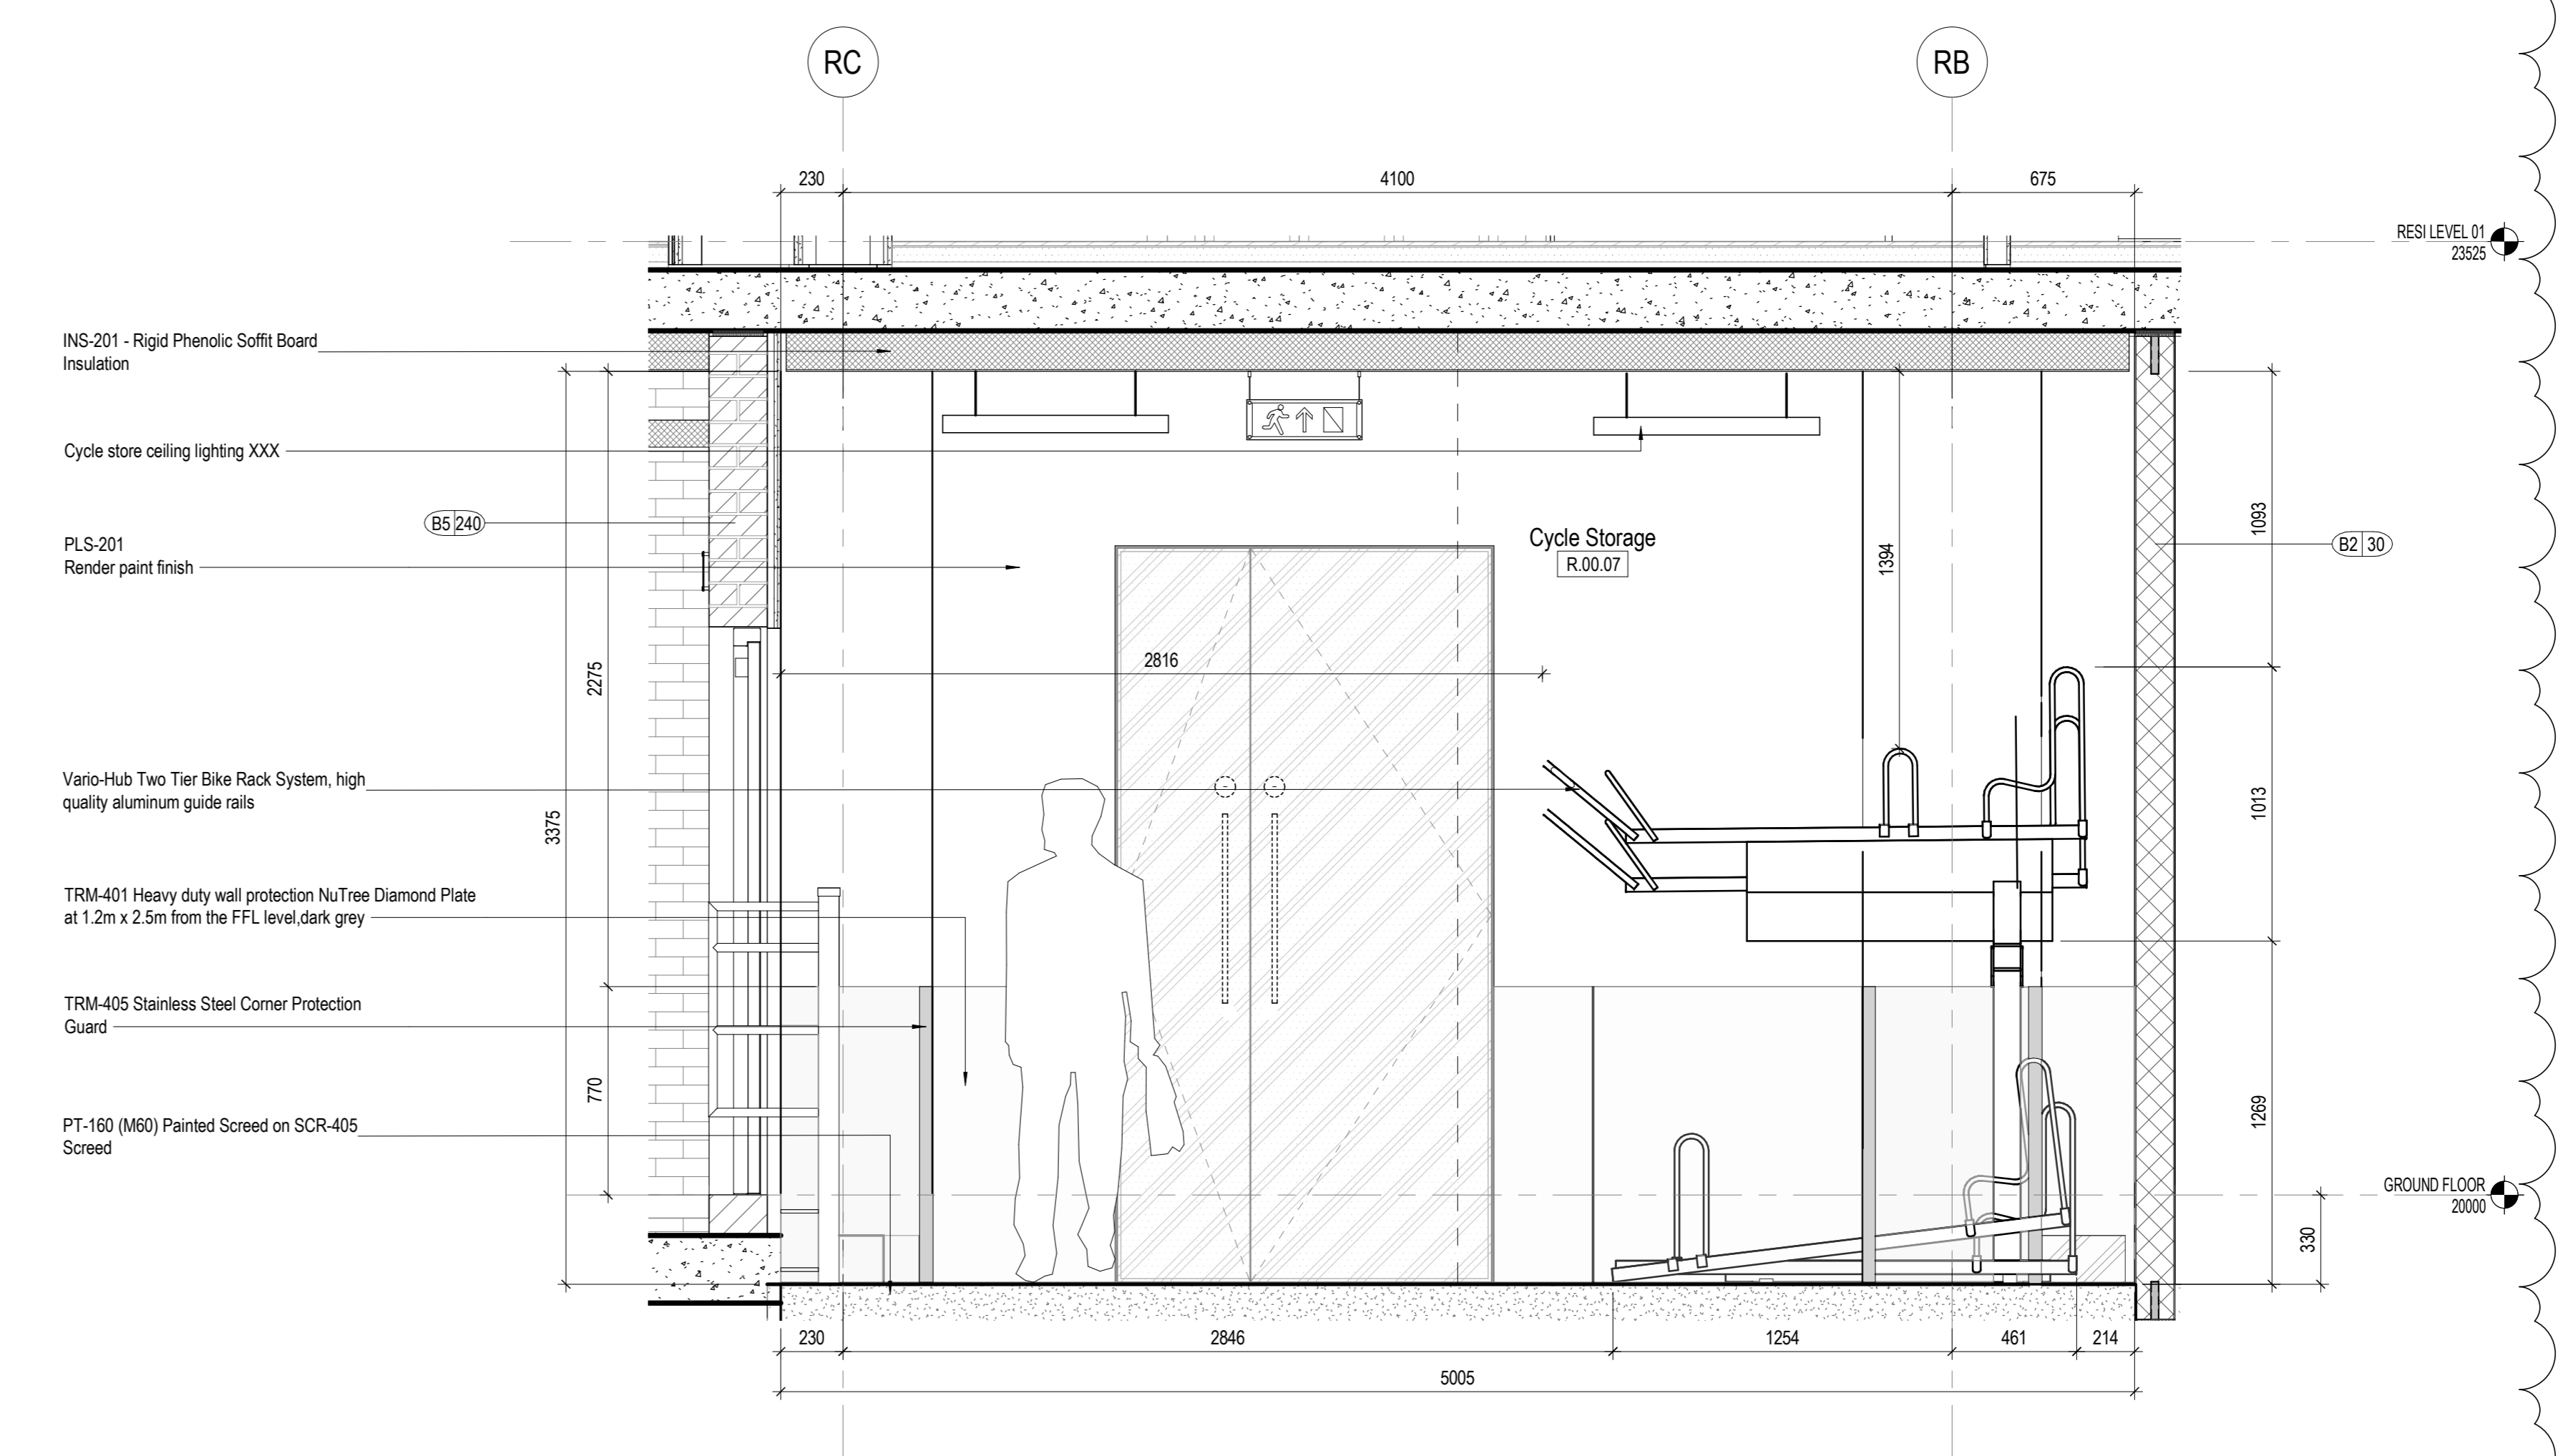 RC
RB
230
4100
675
RESI LEVEL 01
23525
INS-201 - Rigid Phenolic Soffit Board
Insulation
Cycle store ceiling lighting XXX
B5 240
PLS-201
Render paint finish
Cycle Storage
R.00.07
1394
1093
B2 30
2275
2816
Vario-Hub Two Tier Bike Rack System, high
quality aluminum guide rails
3375
1013
TRM-401 Heavy duty wall protection NuTree Diamond Plate
at 1.2m x 2.5m from the FFL level,dark grey
TRM-405 Stainless Steel Corner Protection
Guard
770
1269
PT-160 (M60) Painted Screed on SCR-405
Screed
GROUND FLOOR
20000
330
230
2846
1254
461
214
5005